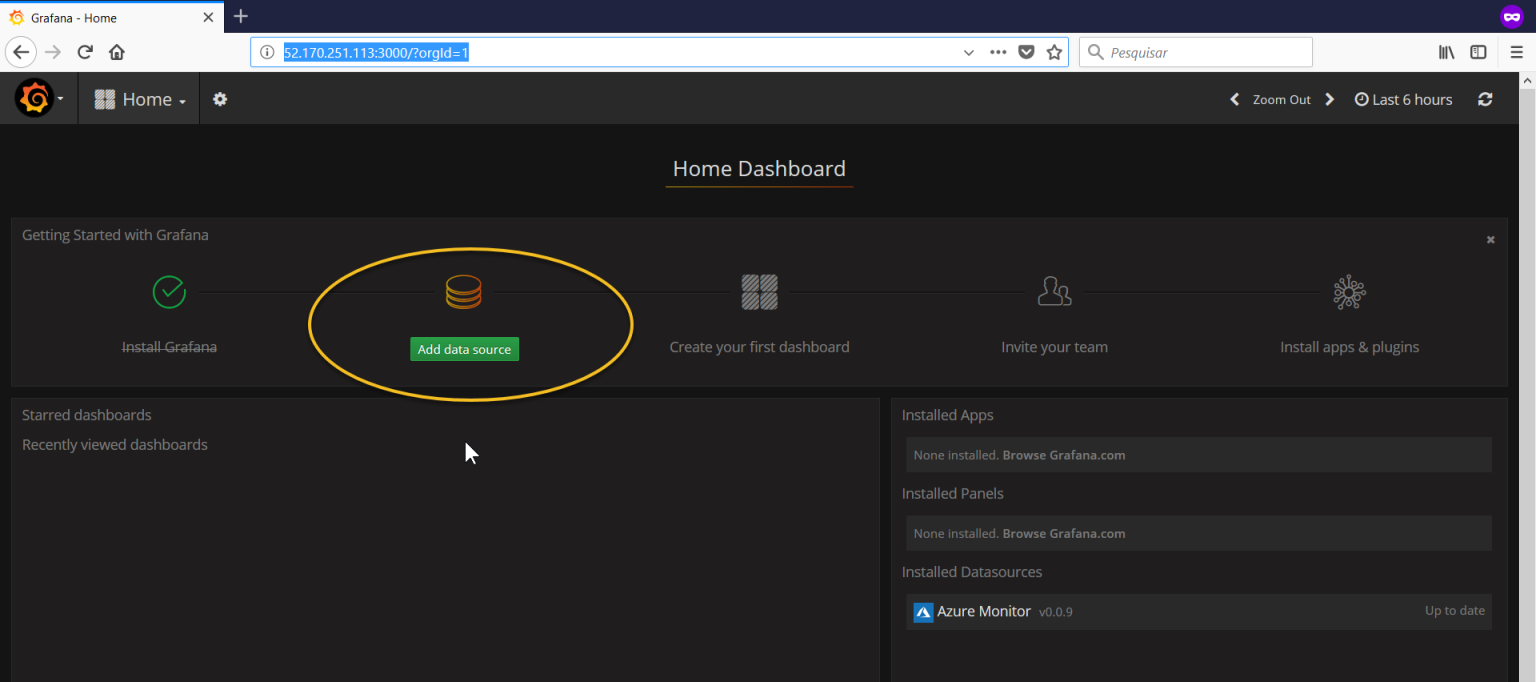 Grafana - Home
52.170.251.113:3000/?orgId=1
Pesquisar
Home
Zoom Out
Last 6 hours
Home Dashboard
Getting Started with Grafana
Install Grafana
Add data source
Create your first dashboard
Invite your team
Install apps & plugins
Starred dashboards
Recently viewed dashboards
Installed Apps
None installed. Browse Grafana.com
Installed Panels
None installed. Browse Grafana.com
Installed Datasources
Azure Monitor v0.0.9
Up to date